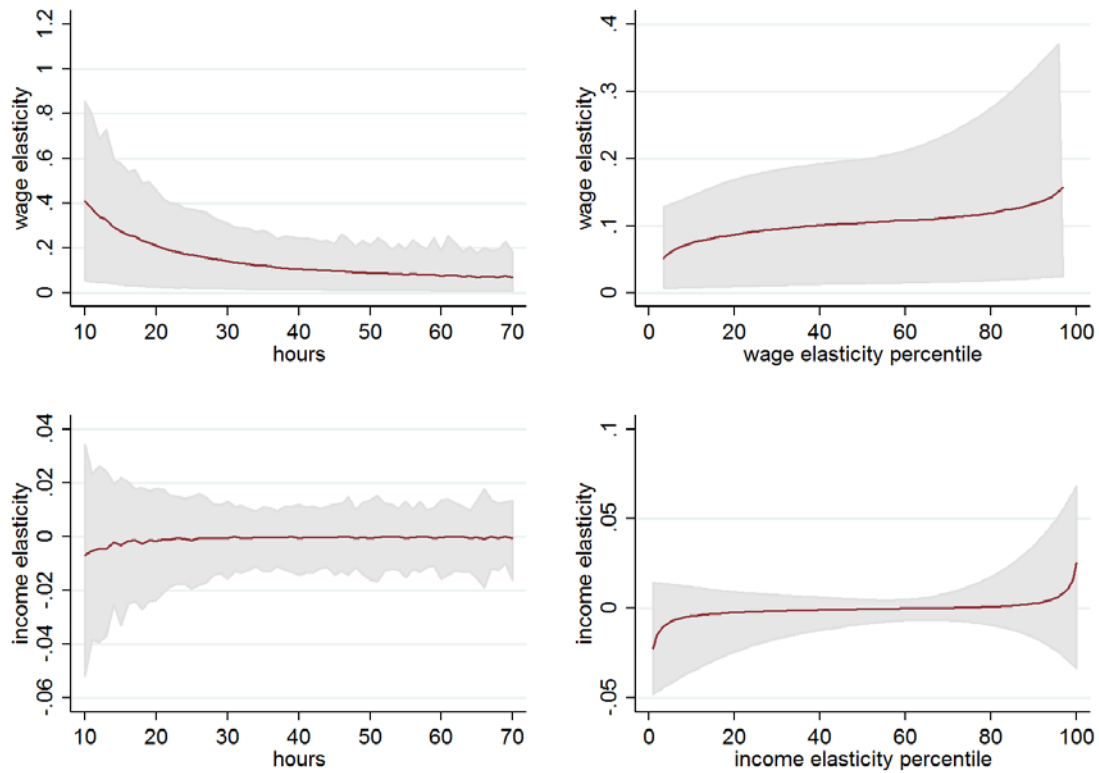 wage elasticity
0 .2 .4 .6 .8 1 1.2
10 20 30 40 50 60 70
hours
wage elasticity
0 .1 .2 .3 .4
0 20 40 60 80 100
wage elasticity percentile
income elasticity
-.06 -.04 -.02 0 .02 .04
10 20 30 40 50 60 70
hours
income elasticity
-.05 0 .05 .1
0 20 40 60 80 100
income elasticity percentile